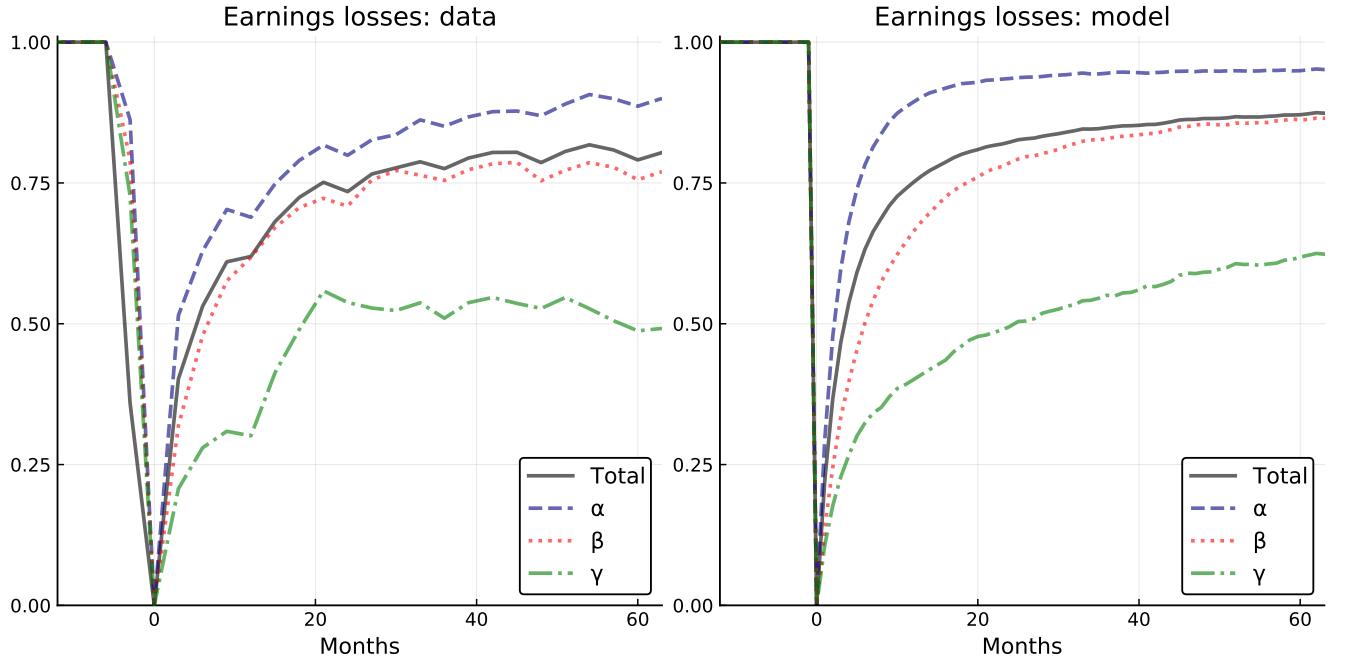 Earnings losses: data
1.00
0.75
0.50
0.25
0.00
0
20
40
60
Months
Total
α
β
γ
Earnings losses: model
1.00
0.75
0.50
0.25
0.00
0
20
40
60
Months
Total
α
β
γ